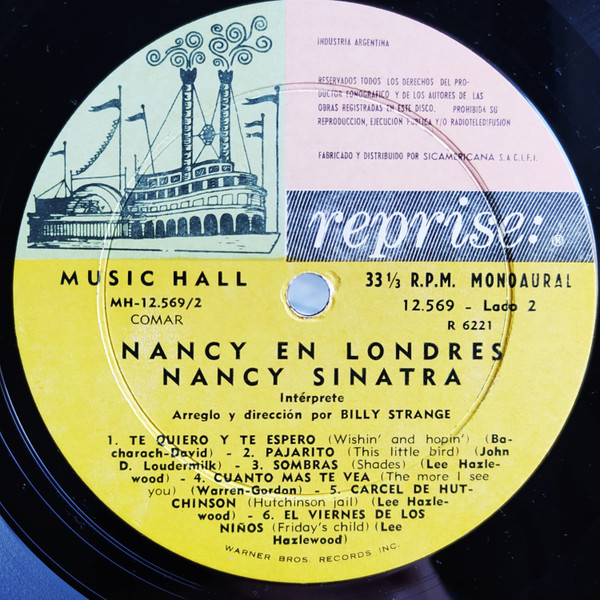 INDUSTRIA ARGENTINA
RESERVADOS TODOS LOS DERECHOS DEL PRO-
DUCTOR FONOGRAFICO Y DE LOS AUTORES DE LAS
OBRAS REGISTRADAS EN ESTE DISCO. PROHIBIDA SU
REPRODUCCION, EJECUCION PUBLICA Y/O RADIOTELEDIFUSION
FABRICADO Y DISTRIBUIDO POR SICAMERICANA S.A.C.I.F.I.
reprise:®
MUSIC HALL
33 1/3 R.P.M. MONOAURAL
MH-12.569/2
12.569 - Lado 2
COMAR
R 6221
NANCY EN LONDRES
NANCY SINATRA
Intérprete
Arreglo y dirección por BILLY STRANGE
1. TE QUIERO Y TE ESPERO (Wishin' and hopin') (Ba-
charach-David) - 2. PAJARITO (This little bird) (John
D. Loudermilk) - 3. SOMBRAS (Shades) (Lee Hazle-
wood) - 4. CUANTO MAS TE VEA (The more I see
you) (Warren-Gordon) - 5. CARCEL DE HUT-
CHINSON (Hutchinson jail) (Lee Hazle-
wood) - 6. EL VIERNES DE LOS
NIÑOS (Friday's child) (Lee
Hazlewood)
WARNER BROS. RECORDS INC.